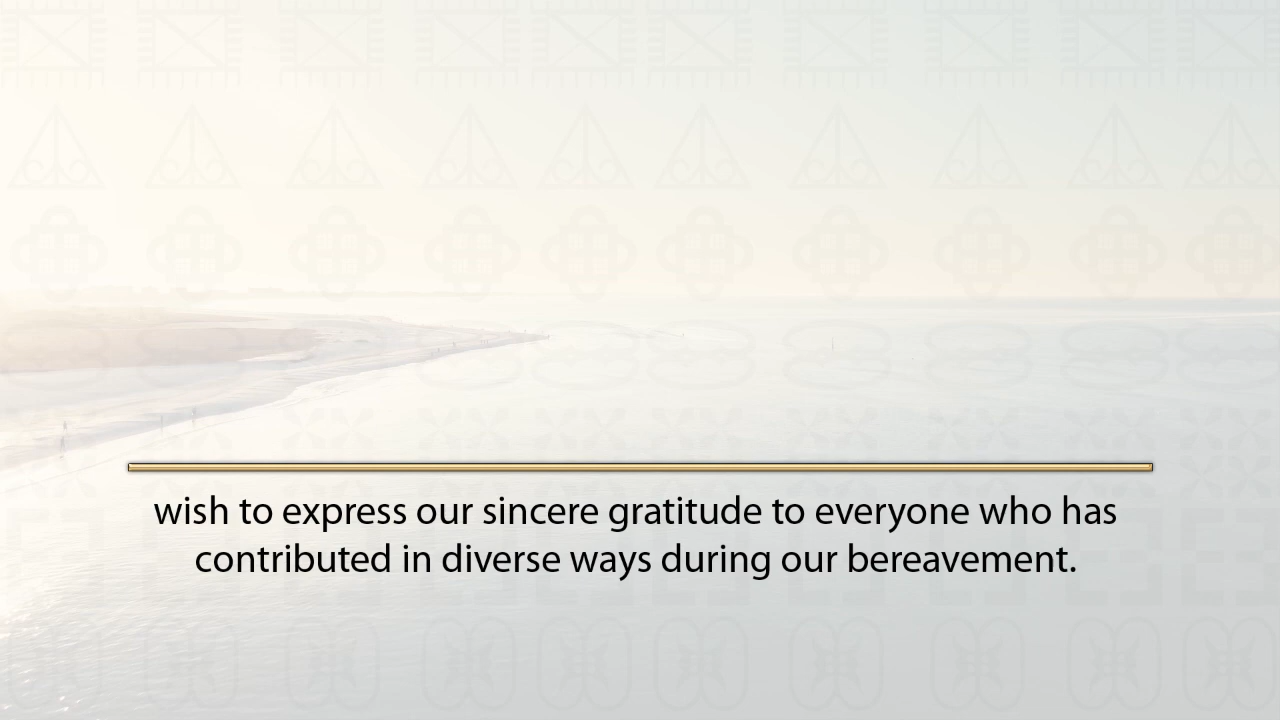 wish to express our sincere gratitude to everyone who has
contributed in diverse ways during our bereavement.